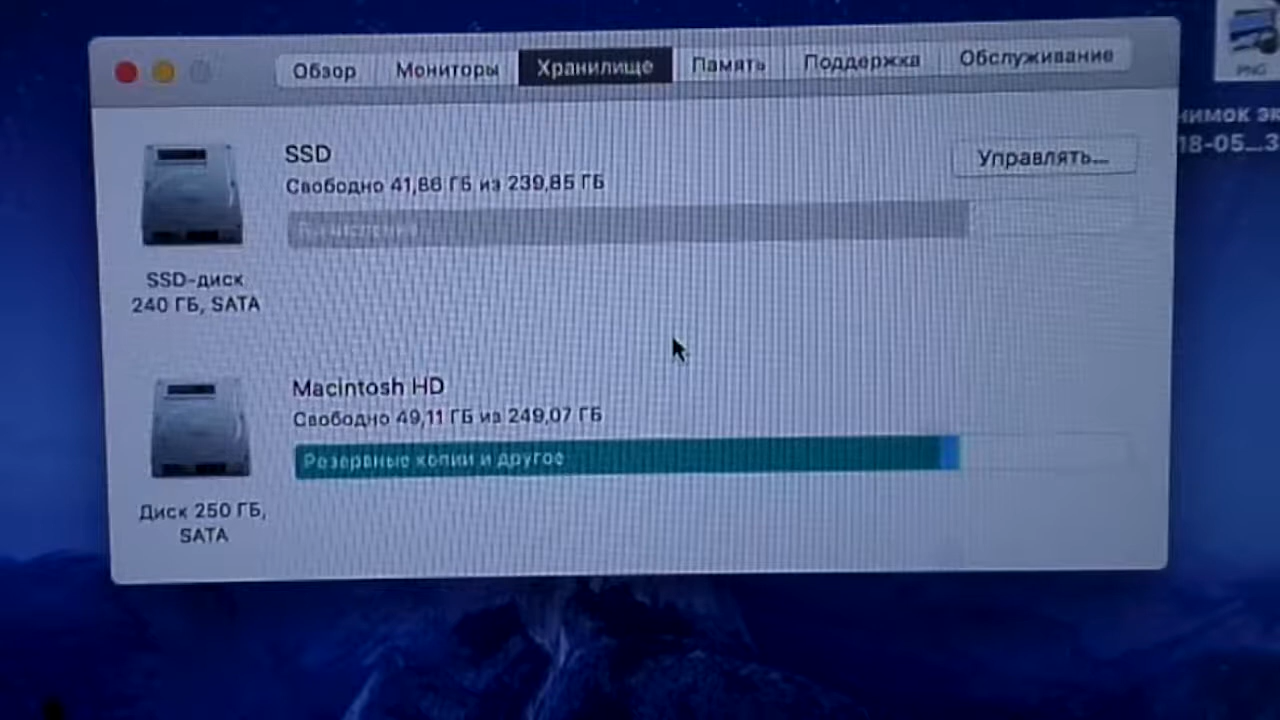 Обзор
Мониторы
Хранилище
Память
Поддержка
Обслуживание
PNG
SSD
Управлять...
Свободно 41,86 ГБ из 239,85 ГБ
SSD-диск
240 ГБ, SATA
Macintosh HD
Свободно 49,11 ГБ из 249,07 ГБ
Резервные копии и другое
Диск 250 ГБ,
SATA